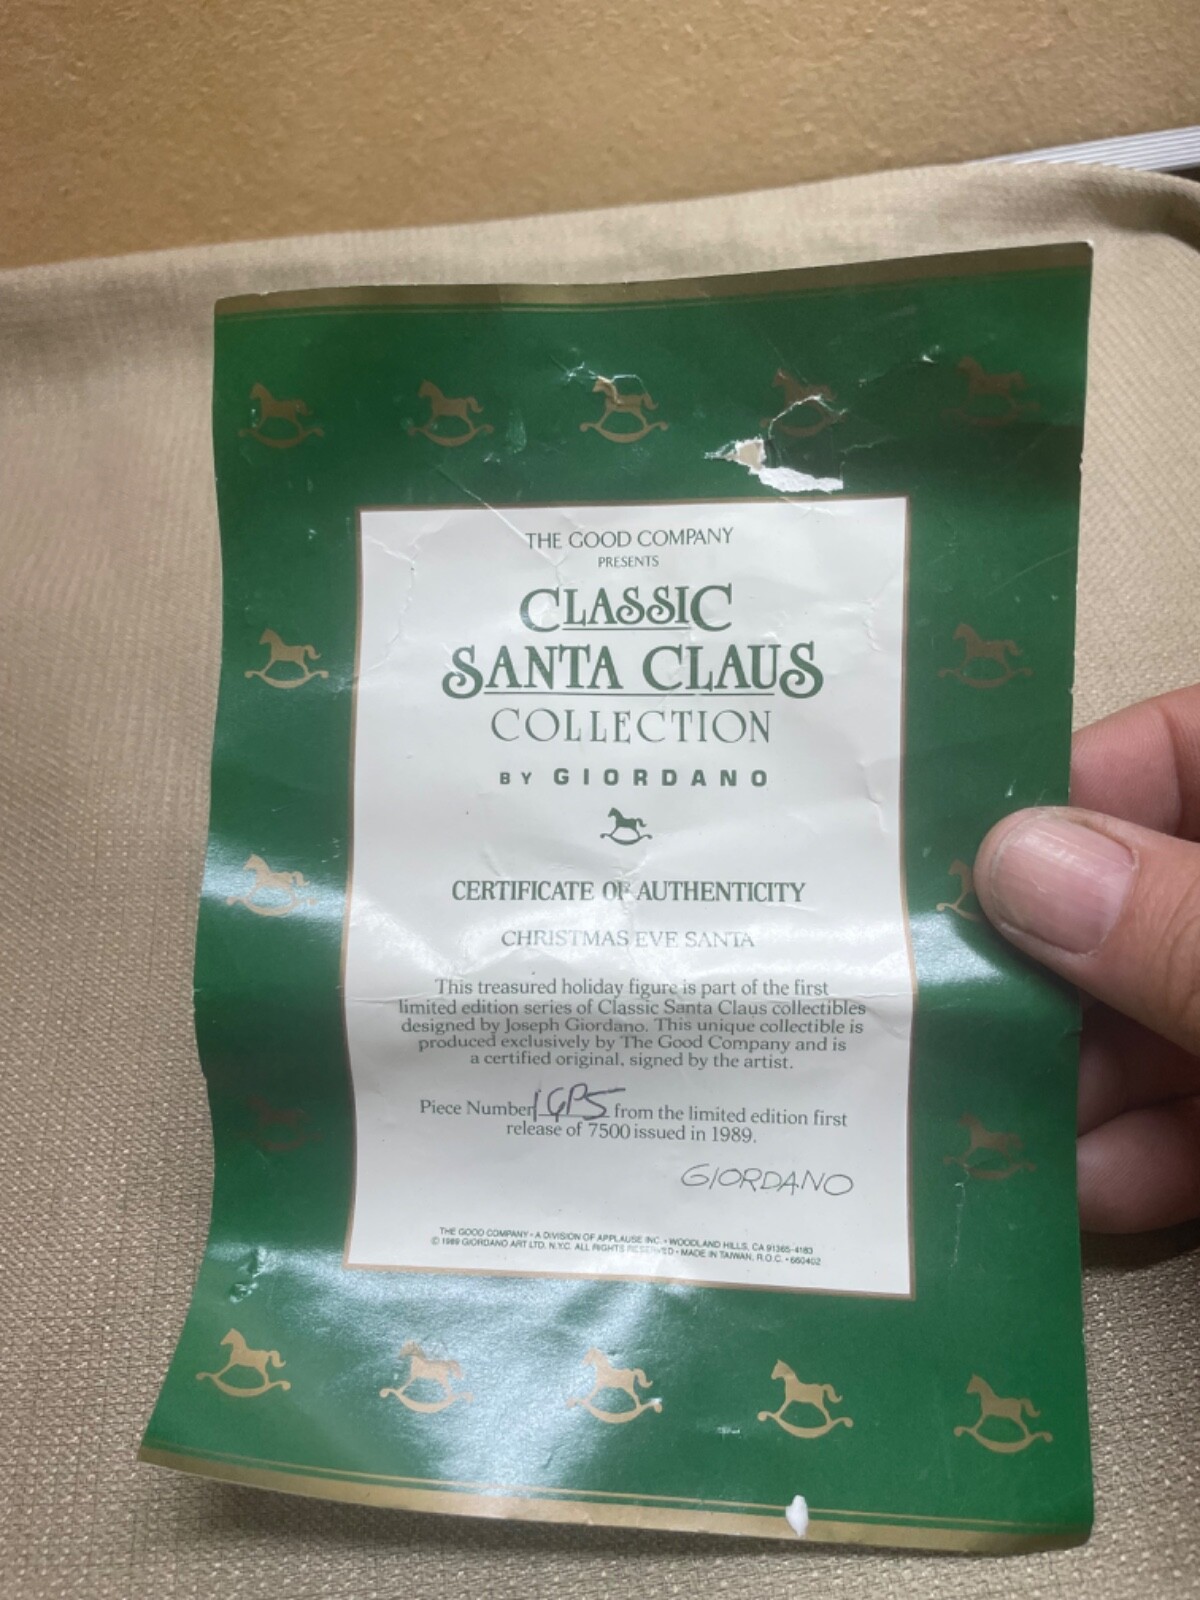 THE GOOD COMPANY
PRESENTS
CLASSIC
SANTA CLAUS
COLLECTION
BY GIORDANO
CERTIFICATE OF AUTHENTICITY
CHRISTMAS EVE SANTA
This treasured holiday figure is part of the first
limited edition series of Classic Santa Claus collectibles
designed by Joseph Giordano. This unique collectible is
produced exclusively by The Good Company and is
a certified original, signed by the artist.
Piece Number from the limited edition first
release of 7500 issued in 1989.
GIORDANO
THE GOOD COMPANY • A DIVISION OF APPLAUSE INC. • WOODLAND HILLS, CA 91365-4183
© 1989 GIORDANO ART LTD. N.Y.C. ALL RIGHTS RESERVED • MADE IN TAIWAN, R.O.C. • 660402